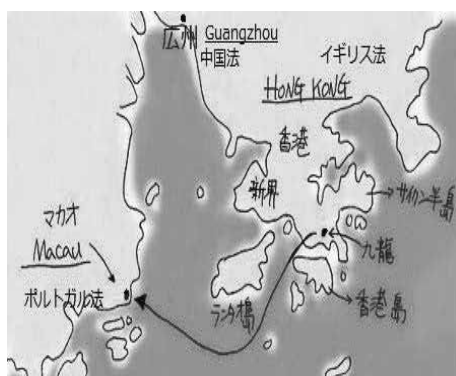 広州 Guangzhou
中国法
イギリス法
HONG KONG
香港
新界
サイクン半島
マカオ
Macau
九龍
ポルトガル法
ランタ島
香港島